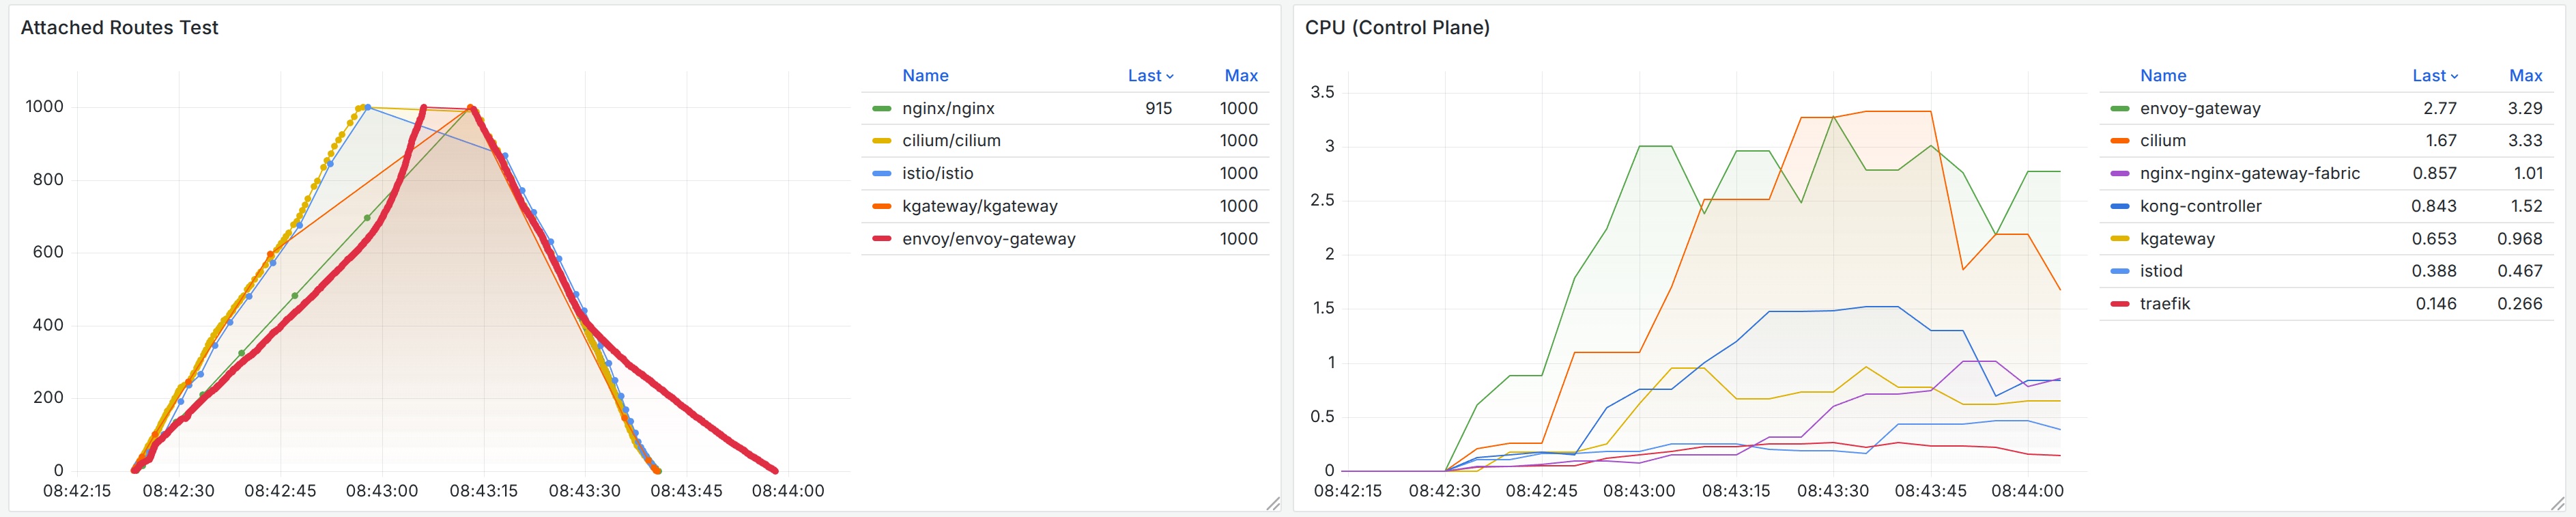 Attached Routes Test
1000
800
600
400
200
0
08:42:15 08:42:30 08:42:45 08:43:00 08:43:15 08:43:30 08:43:45 08:44:00
Name Last Max
nginx/nginx 915 1000
cilium/cilium 1000
istio/istio 1000
kgateway/kgateway 1000
envoy/envoy-gateway 1000
CPU (Control Plane)
3.5
3
2.5
2
1.5
1
0.5
0
08:42:15 08:42:30 08:42:45 08:43:00 08:43:15 08:43:30 08:43:45 08:44:00
Name Last Max
envoy-gateway 2.77 3.29
cilium 1.67 3.33
nginx-nginx-gateway-fabric 0.857 1.01
kong-controller 0.843 1.52
kgateway 0.653 0.968
istiod 0.388 0.467
traefik 0.146 0.266